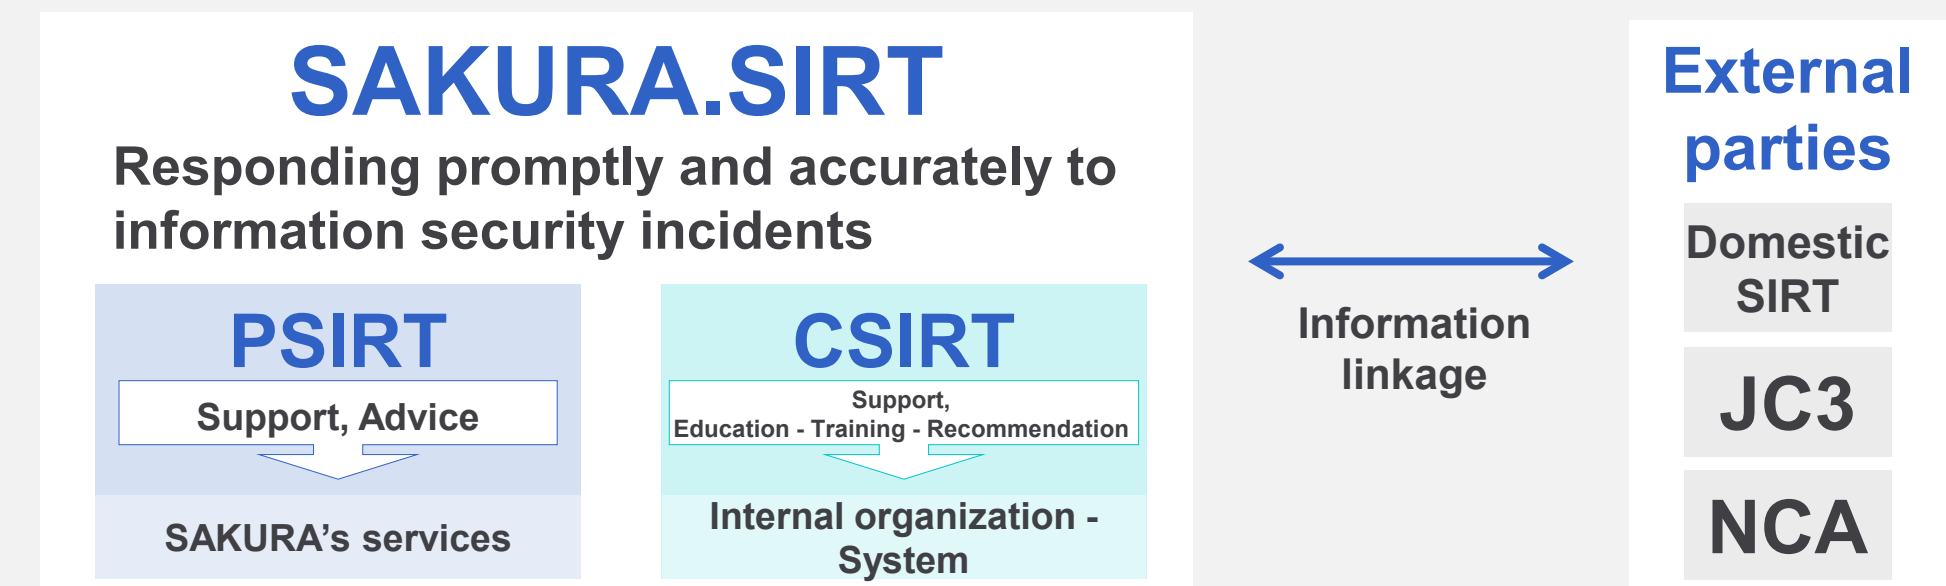 SAKURA.SIRT
Responding promptly and accurately to
information security incidents
PSIRT
Support, Advice
SAKURA’s services
CSIRT
Support,
Education - Training - Recommendation
Internal organization -
System
Information
linkage
External
parties
Domestic
SIRT
JC3
NCA